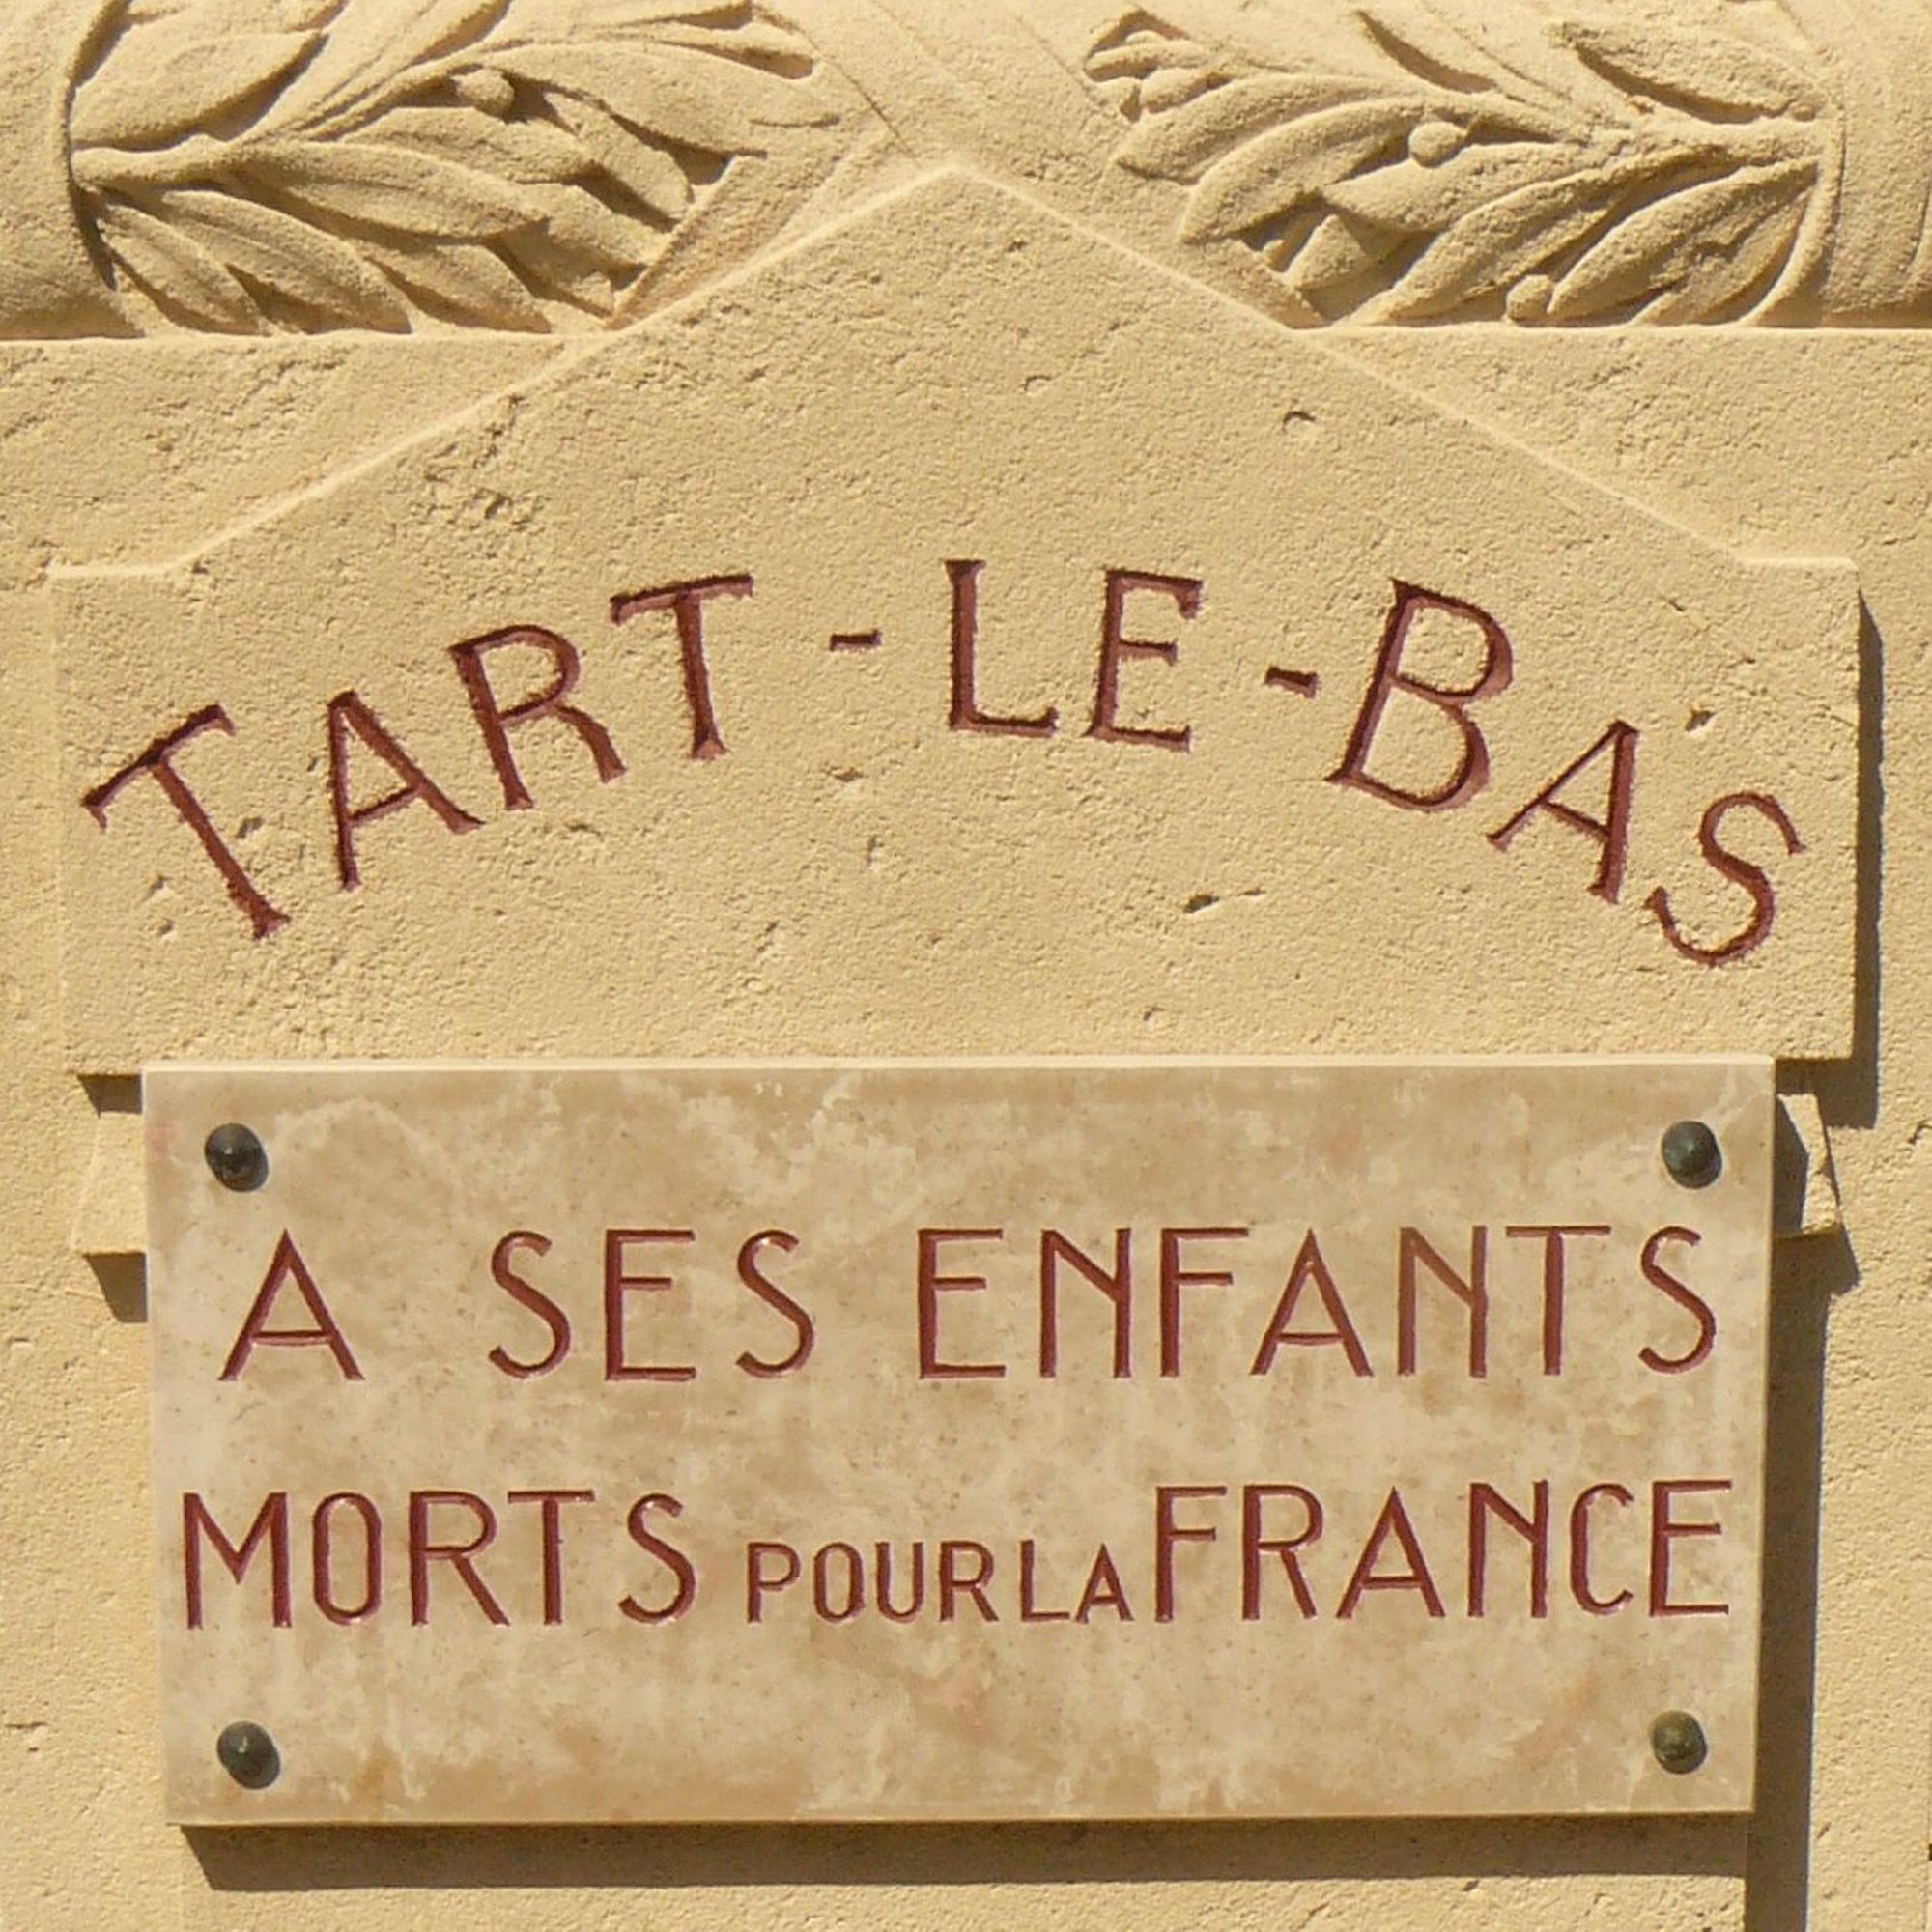 TART-LE-BAS
A SES ENFANTS
MORTS POUR LA FRANCE